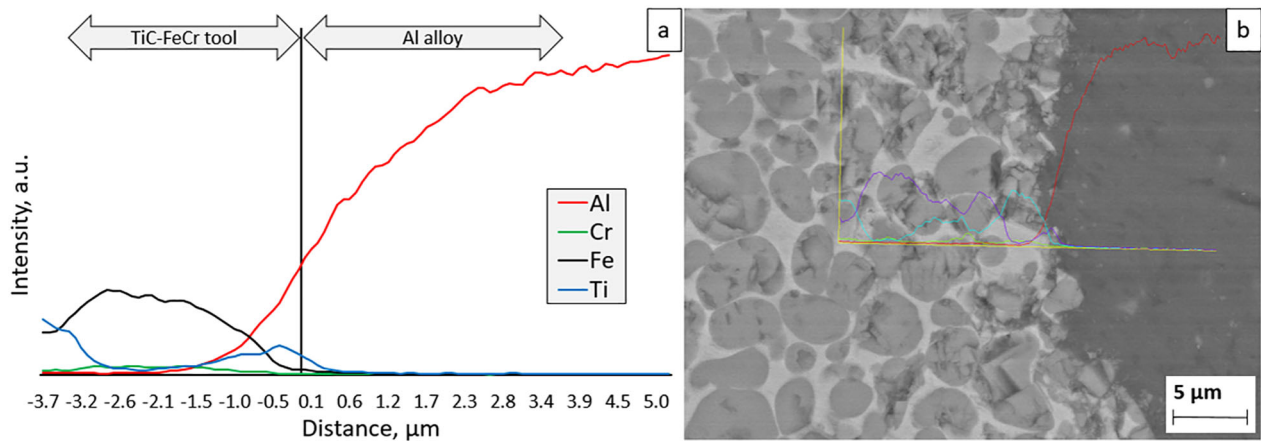 TiC-FeCr tool Al alloy a
Intensity, a.u.
Al
Cr
Fe
Ti
-3.7 -3.2 -2.6 -2.1 -1.5 -1.0 -0.5 0.1 0.6 1.2 1.7 2.3 2.8 3.4 3.9 4.5 5.0
Distance, μm
b
5 μm